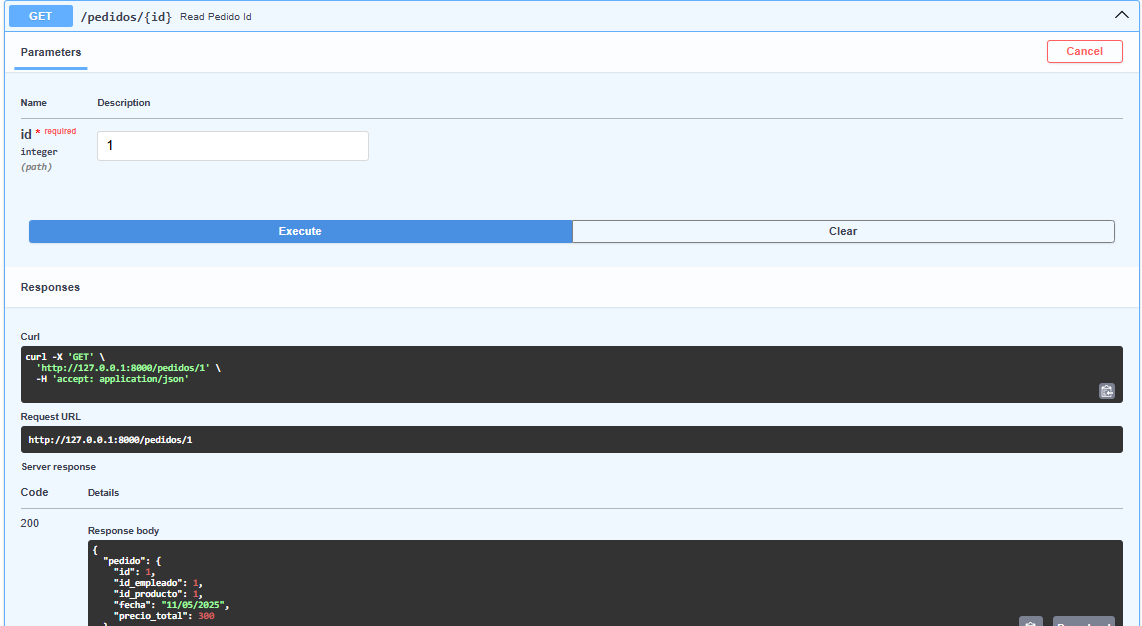 GET /pedidos/{id} Read Pedido Id
Parameters
Cancel
Name Description
id * required
integer
(path)
1
Execute
Clear
Responses
Curl
curl -X 'GET' \
'http://127.0.0.1:8000/pedidos/1' \
-H 'accept: application/json'
Request URL
http://127.0.0.1:8000/pedidos/1
Server response
Code Details
200
Response body
{
"pedido": {
"id": 1,
"id_empleado": 1,
"id_producto": 1,
"fecha": "11/05/2025",
"precio_total": 300
}